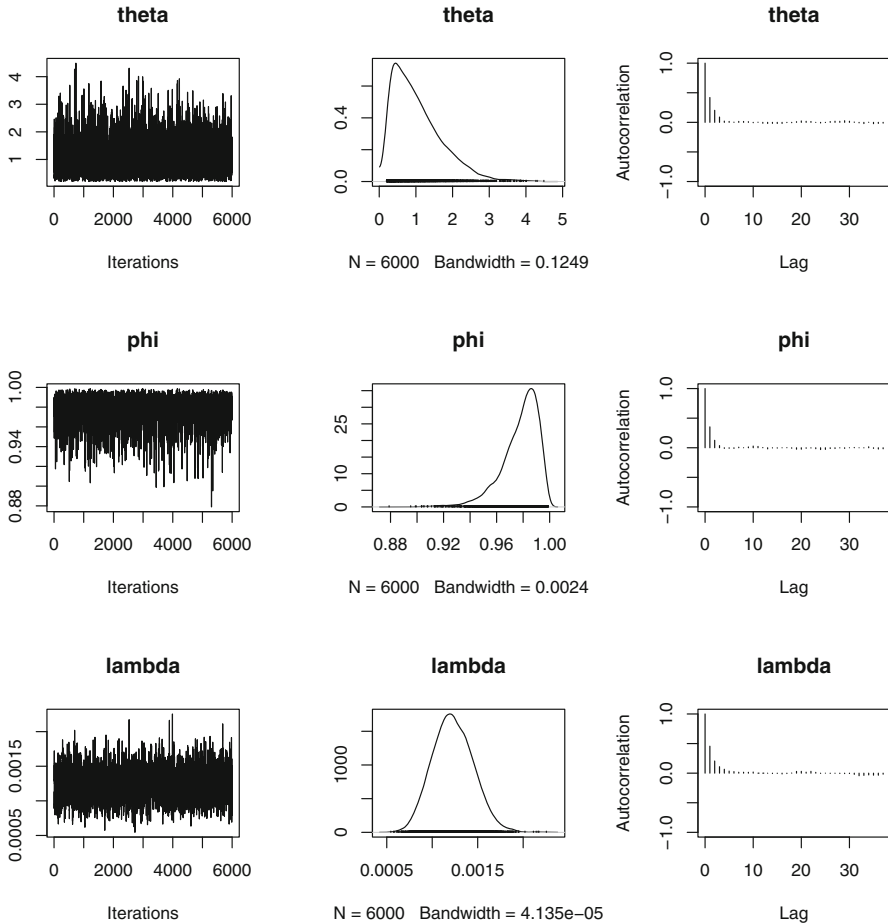 theta theta theta
4
3
2
1
0 2000 4000 6000
Iterations
0.4
0.0
0 1 2 3 4 5
N = 6000 Bandwidth = 0.1249
Autocorrelation
1.0
0.0
−1.0
0 10 20 30
Lag
phi phi phi
1.00
0.94
0.88
0 2000 4000 6000
Iterations
25
10
0
0.88 0.92 0.96 1.00
N = 6000 Bandwidth = 0.0024
Autocorrelation
1.0
0.0
−1.0
0 10 20 30
Lag
lambda lambda lambda
0.0015
0.0005
0 2000 4000 6000
Iterations
1000
0
0.0005 0.0015
N = 6000 Bandwidth = 4.135e−05
Autocorrelation
1.0
0.0
−1.0
0 10 20 30
Lag